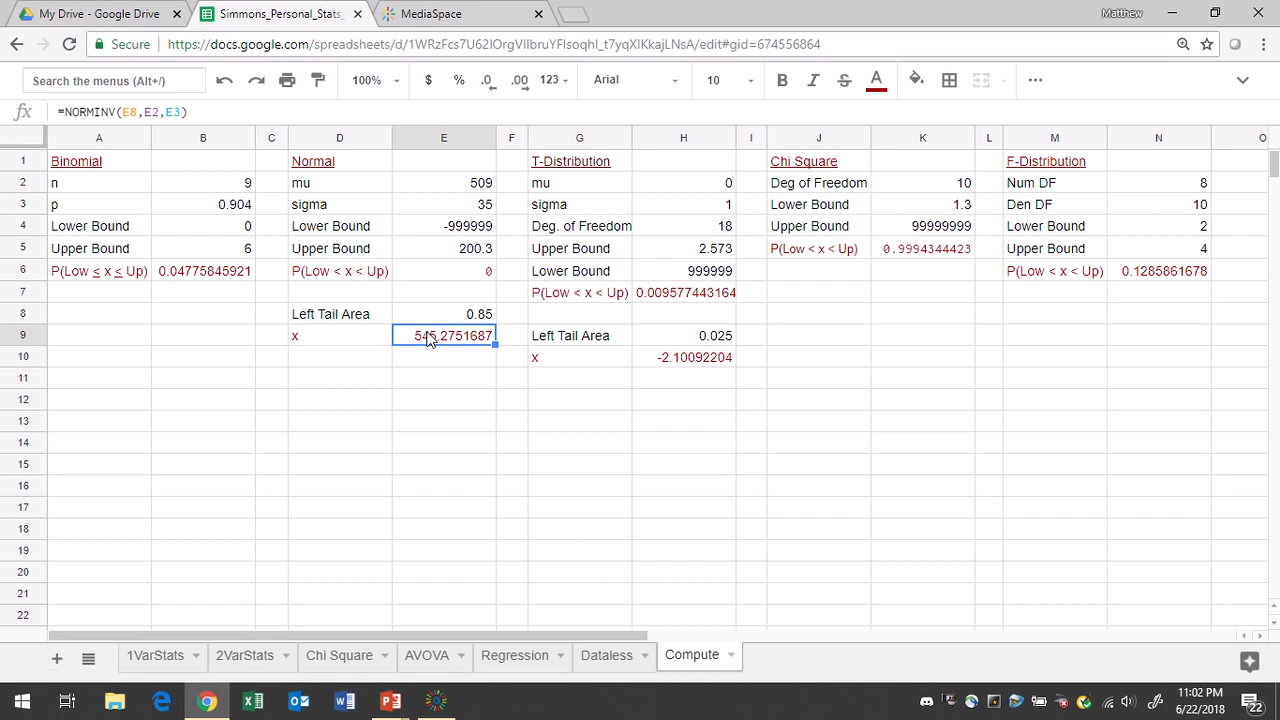 My Drive - Google Drive × Simmons_Personal_Stats_ × MediaSpace × Matthew
Secure https://docs.google.com/spreadsheets/d/1WRzFcs7U62IOrgVIIbruYFIsoqhI_t7yqXIKkajLNsA/edit#gid=674556864
Search the menus (Alt+/) 100% $ % .0 .00 123 Arial 10 B I S A
fx =NORMINV(E8,E2,E3)
A B C D E F G H I J K L M N O
1 Binomial Normal T-Distribution Chi Square F-Distribution
2 n 9 mu 509 mu 0 Deg of Freedom 10 Num DF 8
3 p 0.904 sigma 35 sigma 1 Lower Bound 1.3 Den DF 10
4 Lower Bound 0 Lower Bound -999999 Deg. of Freedom 18 Upper Bound 99999999 Lower Bound 2
5 Upper Bound 6 Upper Bound 200.3 Upper Bound 2.573 P(Low < x < Up) 0.9994344423 Upper Bound 4
6 P(Low ≤ x ≤ Up) 0.04775845921 P(Low < x < Up) 0 Lower Bound 999999 P(Low < x < Up) 0.1285861678
7 P(Low < x < Up) 0.009577443164
8 Left Tail Area 0.85
9 x 545.2751687 Left Tail Area 0.025
10 x -2.10092204
11
12
13
14
15
16
17
18
19
20
21
22
1VarStats 2VarStats Chi Square AVOVA Regression Dataless Compute
11:02 PM
6/22/2018
22